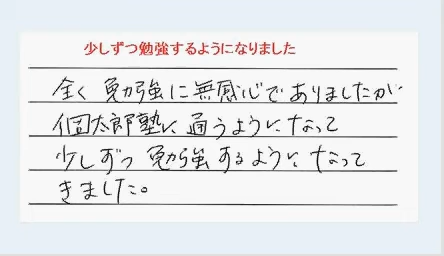 少しずつ勉強するようになりました
全く勉強に無感心でありましたが
個太郎塾に通うようになって
少しずつ勉強するようになって
きました。